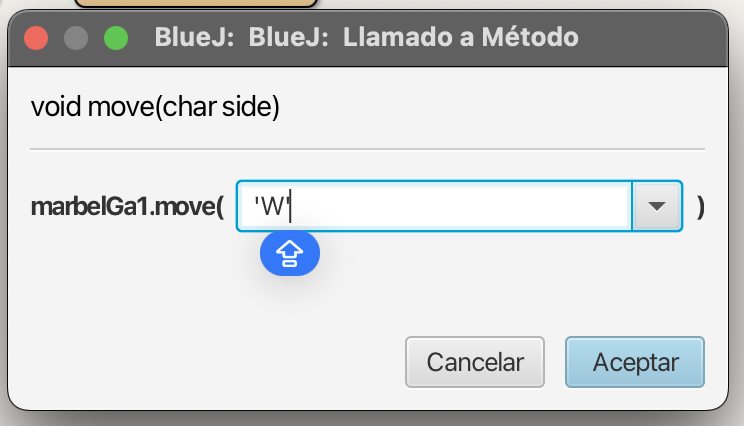 BlueJ: BlueJ: Llamado a Método
void move(char side)
marbelGa1.move( 'W' )
Cancelar Aceptar